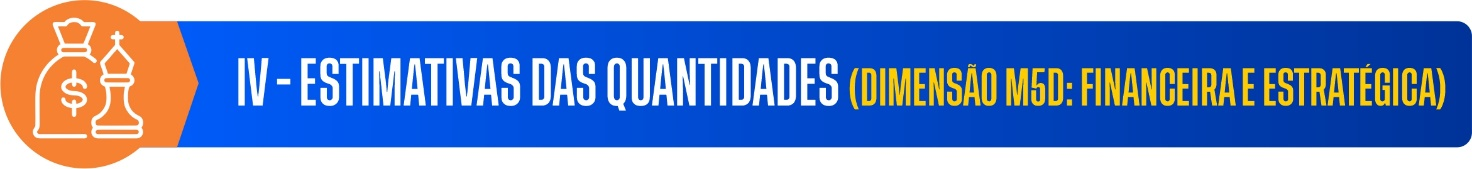 IV - ESTIMATIVAS DAS QUANTIDADES (DIMENSÃO M5D: FINANCEIRA E ESTRATÉGICA)